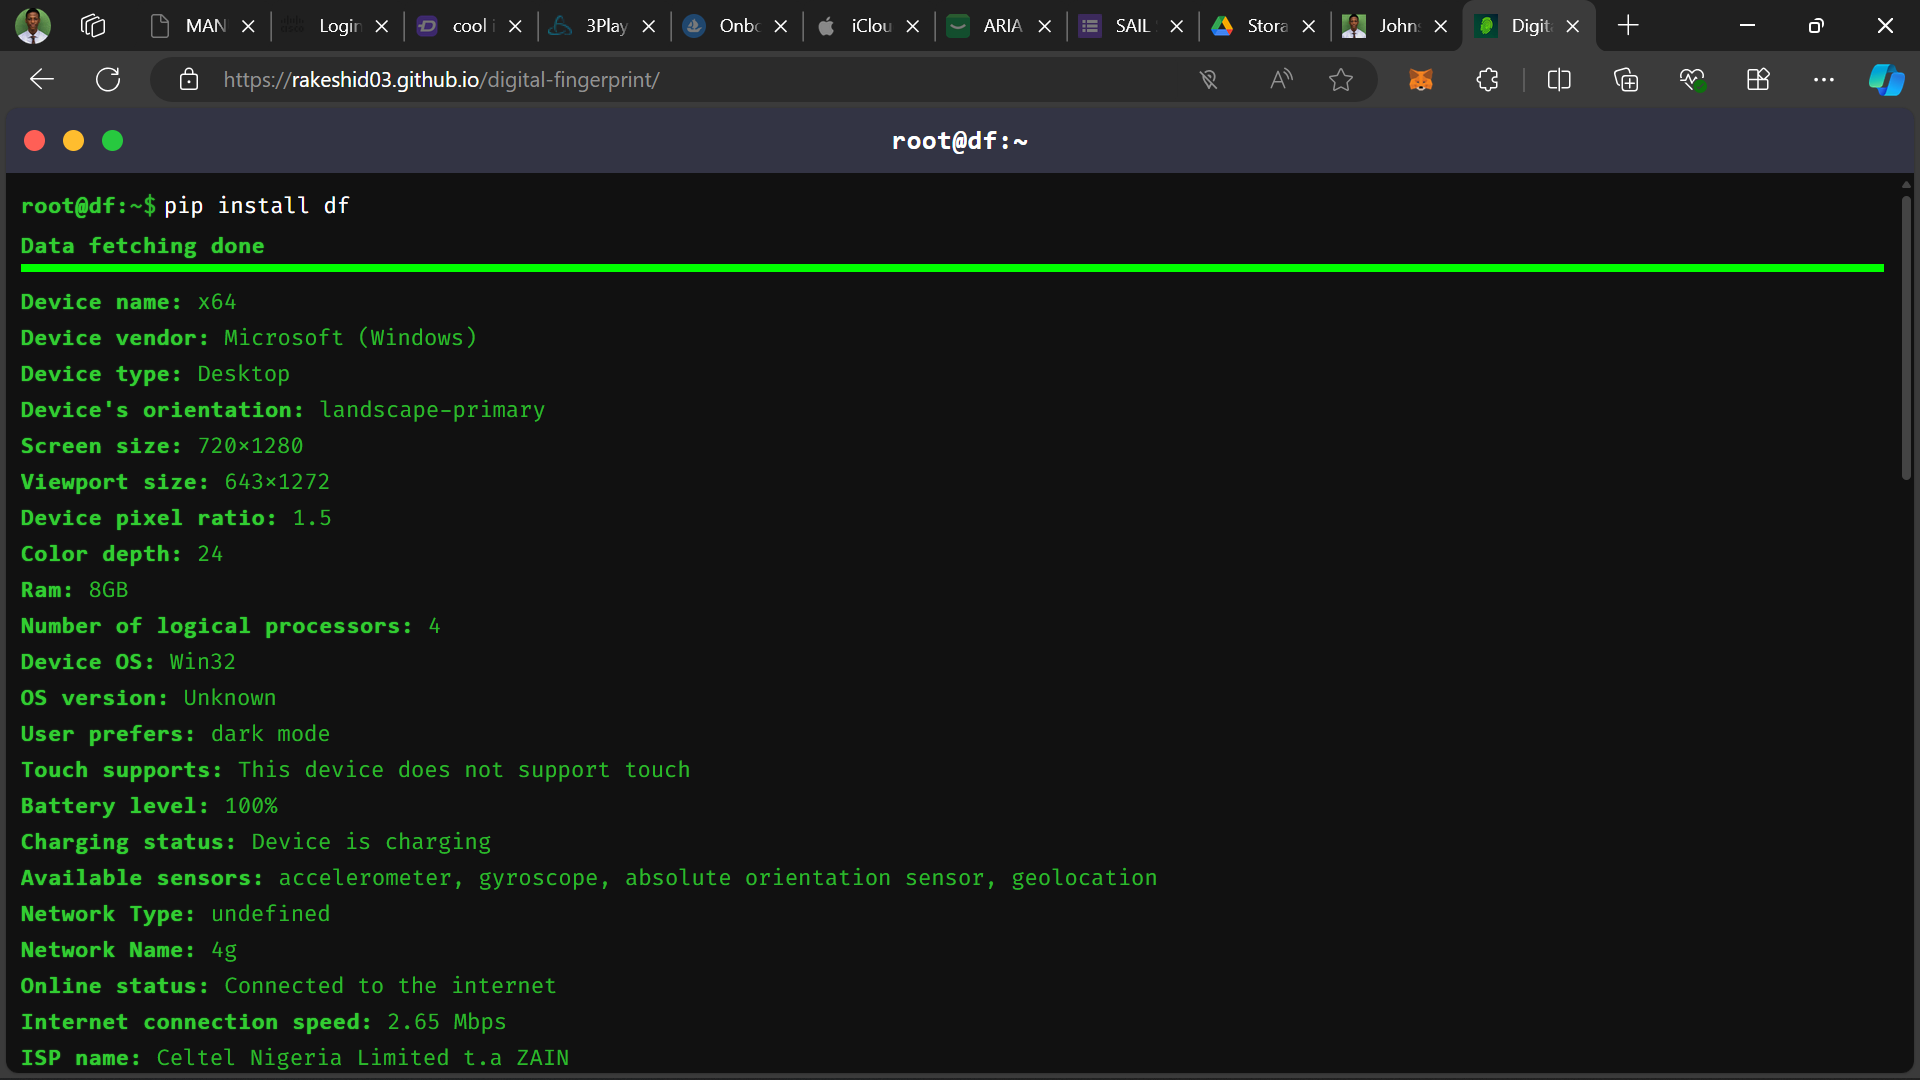 MAN
Login
cool i
3Play
Onbo
iClou
ARIA
SAIL
Stora
John
Digit
https://rakeshid03.github.io/digital-fingerprint/
root@df:~
root@df:~$ pip install df
Data fetching done
Device name: x64
Device vendor: Microsoft (Windows)
Device type: Desktop
Device's orientation: landscape-primary
Screen size: 720×1280
Viewport size: 643×1272
Device pixel ratio: 1.5
Color depth: 24
Ram: 8GB
Number of logical processors: 4
Device OS: Win32
OS version: Unknown
User prefers: dark mode
Touch supports: This device does not support touch
Battery level: 100%
Charging status: Device is charging
Available sensors: accelerometer, gyroscope, absolute orientation sensor, geolocation
Network Type: undefined
Network Name: 4g
Online status: Connected to the internet
Internet connection speed: 2.65 Mbps
ISP name: Celtel Nigeria Limited t.a ZAIN